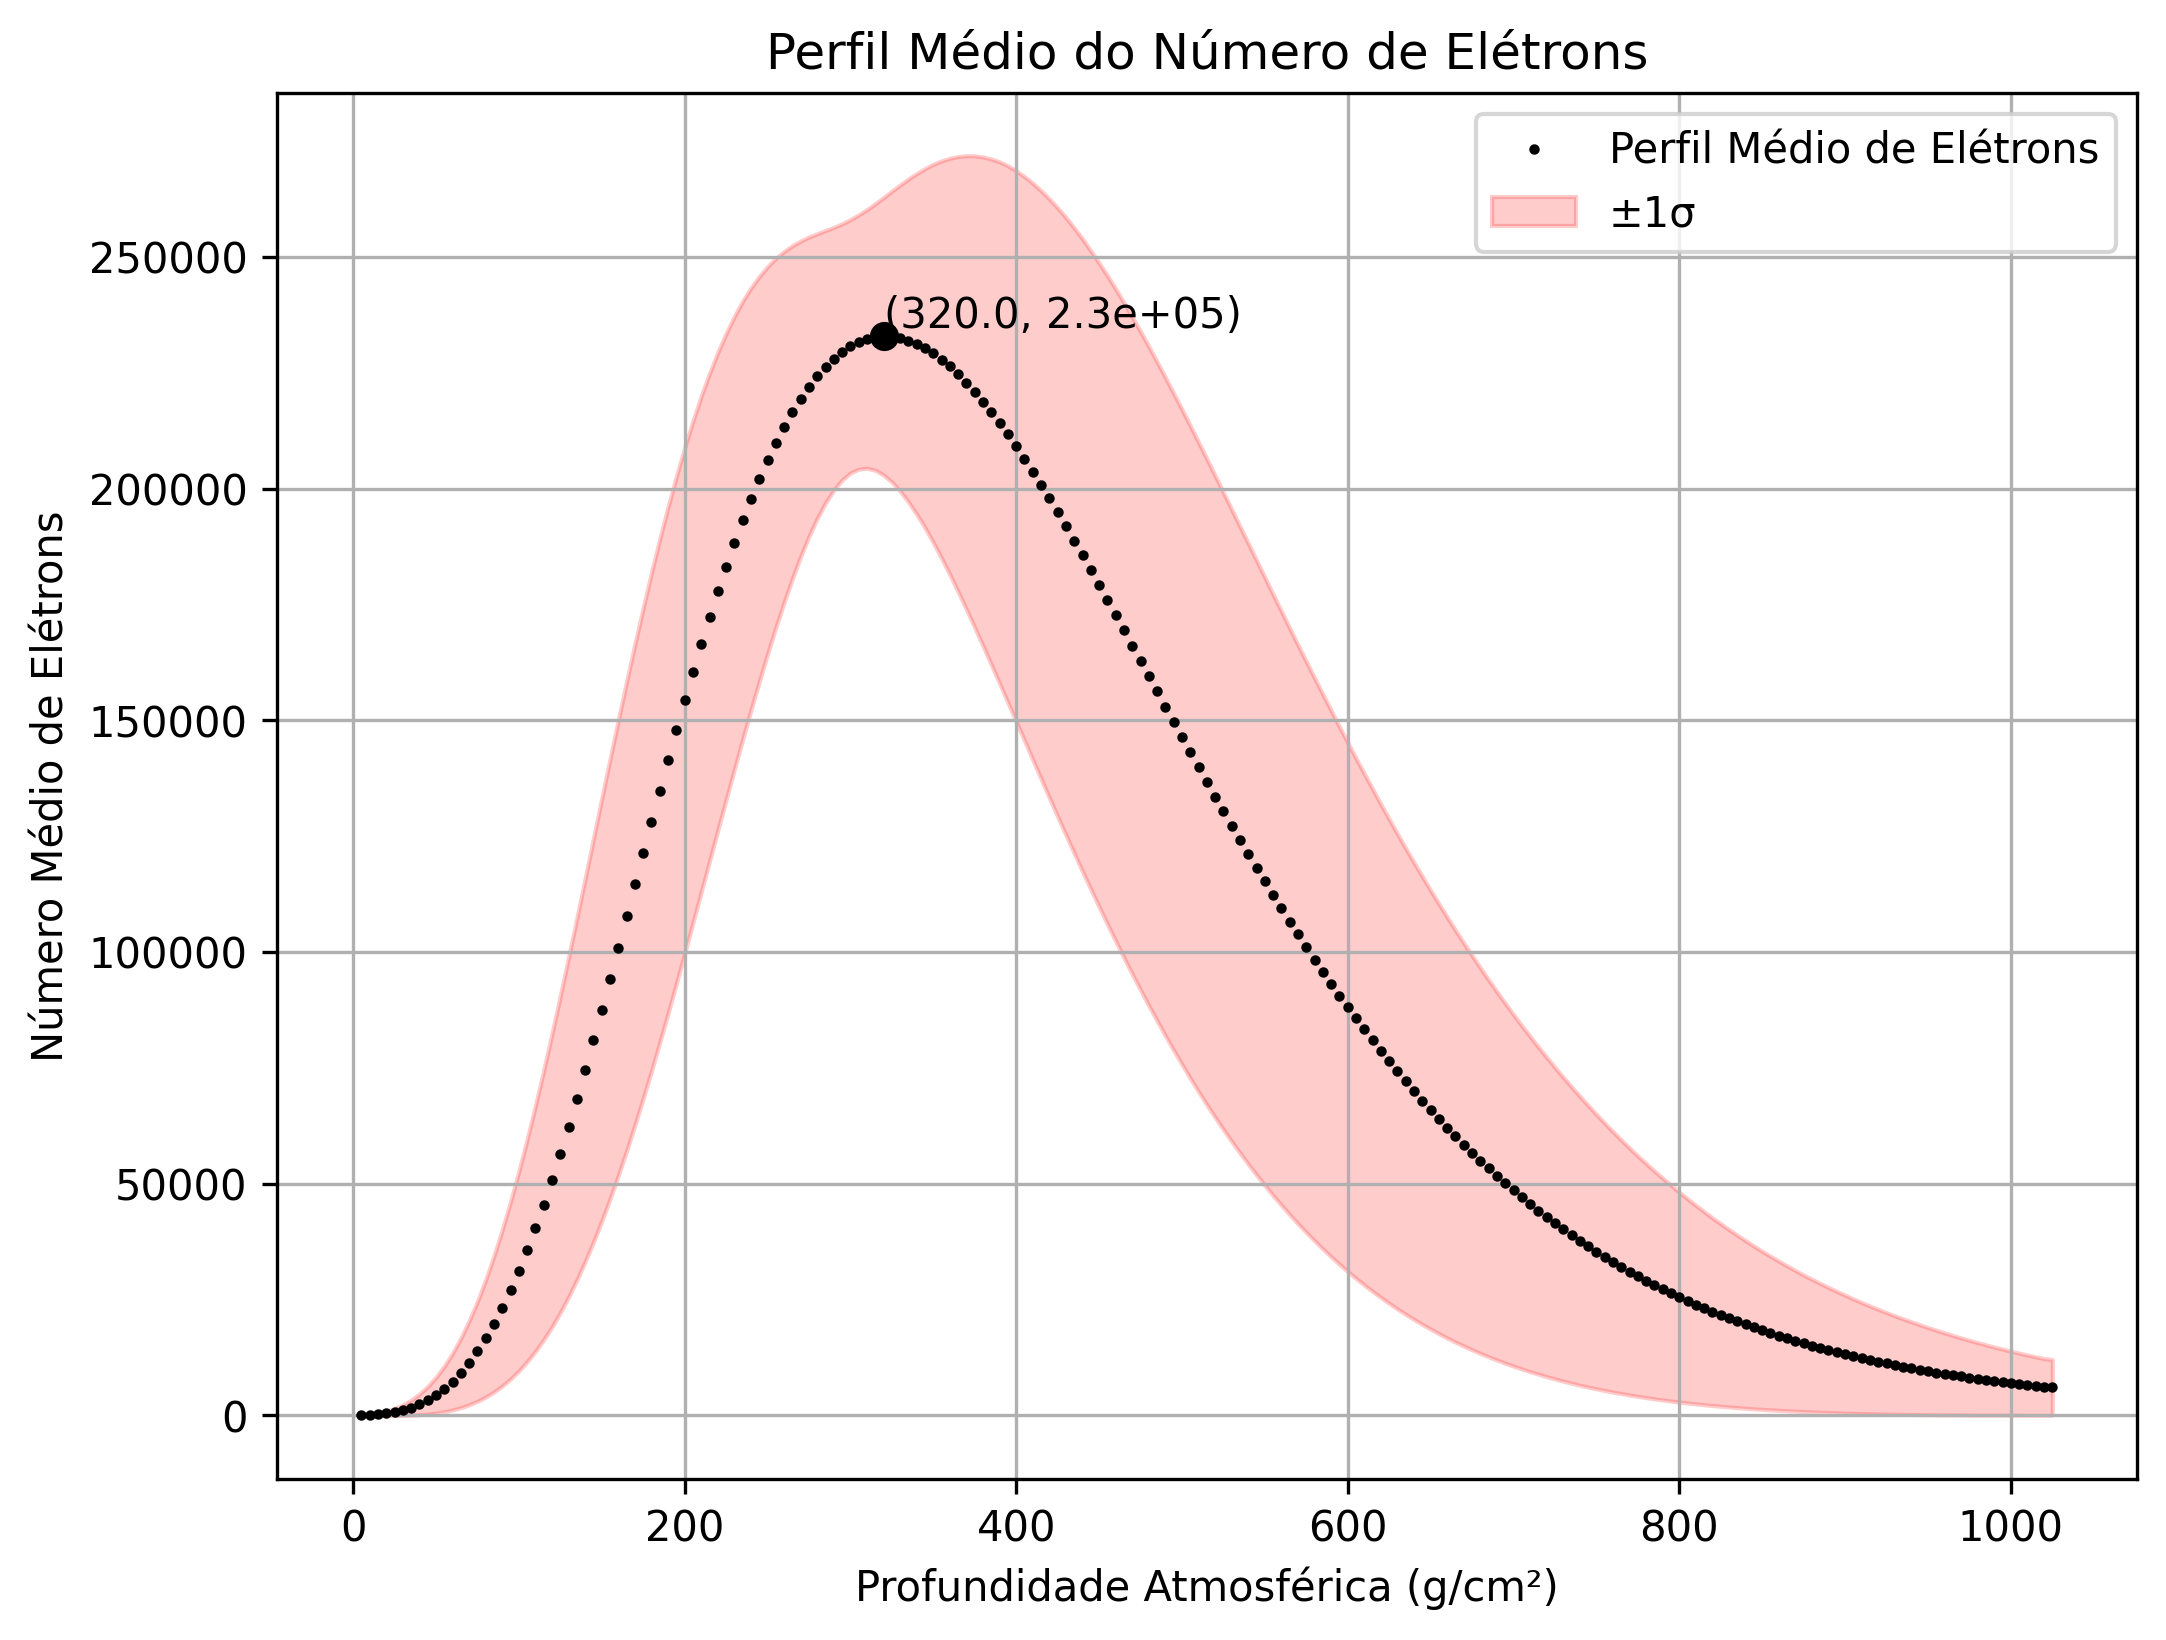 Perfil Médio do Número de Elétrons
Perfil Médio de Elétrons
±1σ
(320.0, 2.3e+05)
Número Médio de Elétrons
250000
200000
150000
100000
50000
0
0 200 400 600 800 1000
Profundidade Atmosférica (g/cm²)